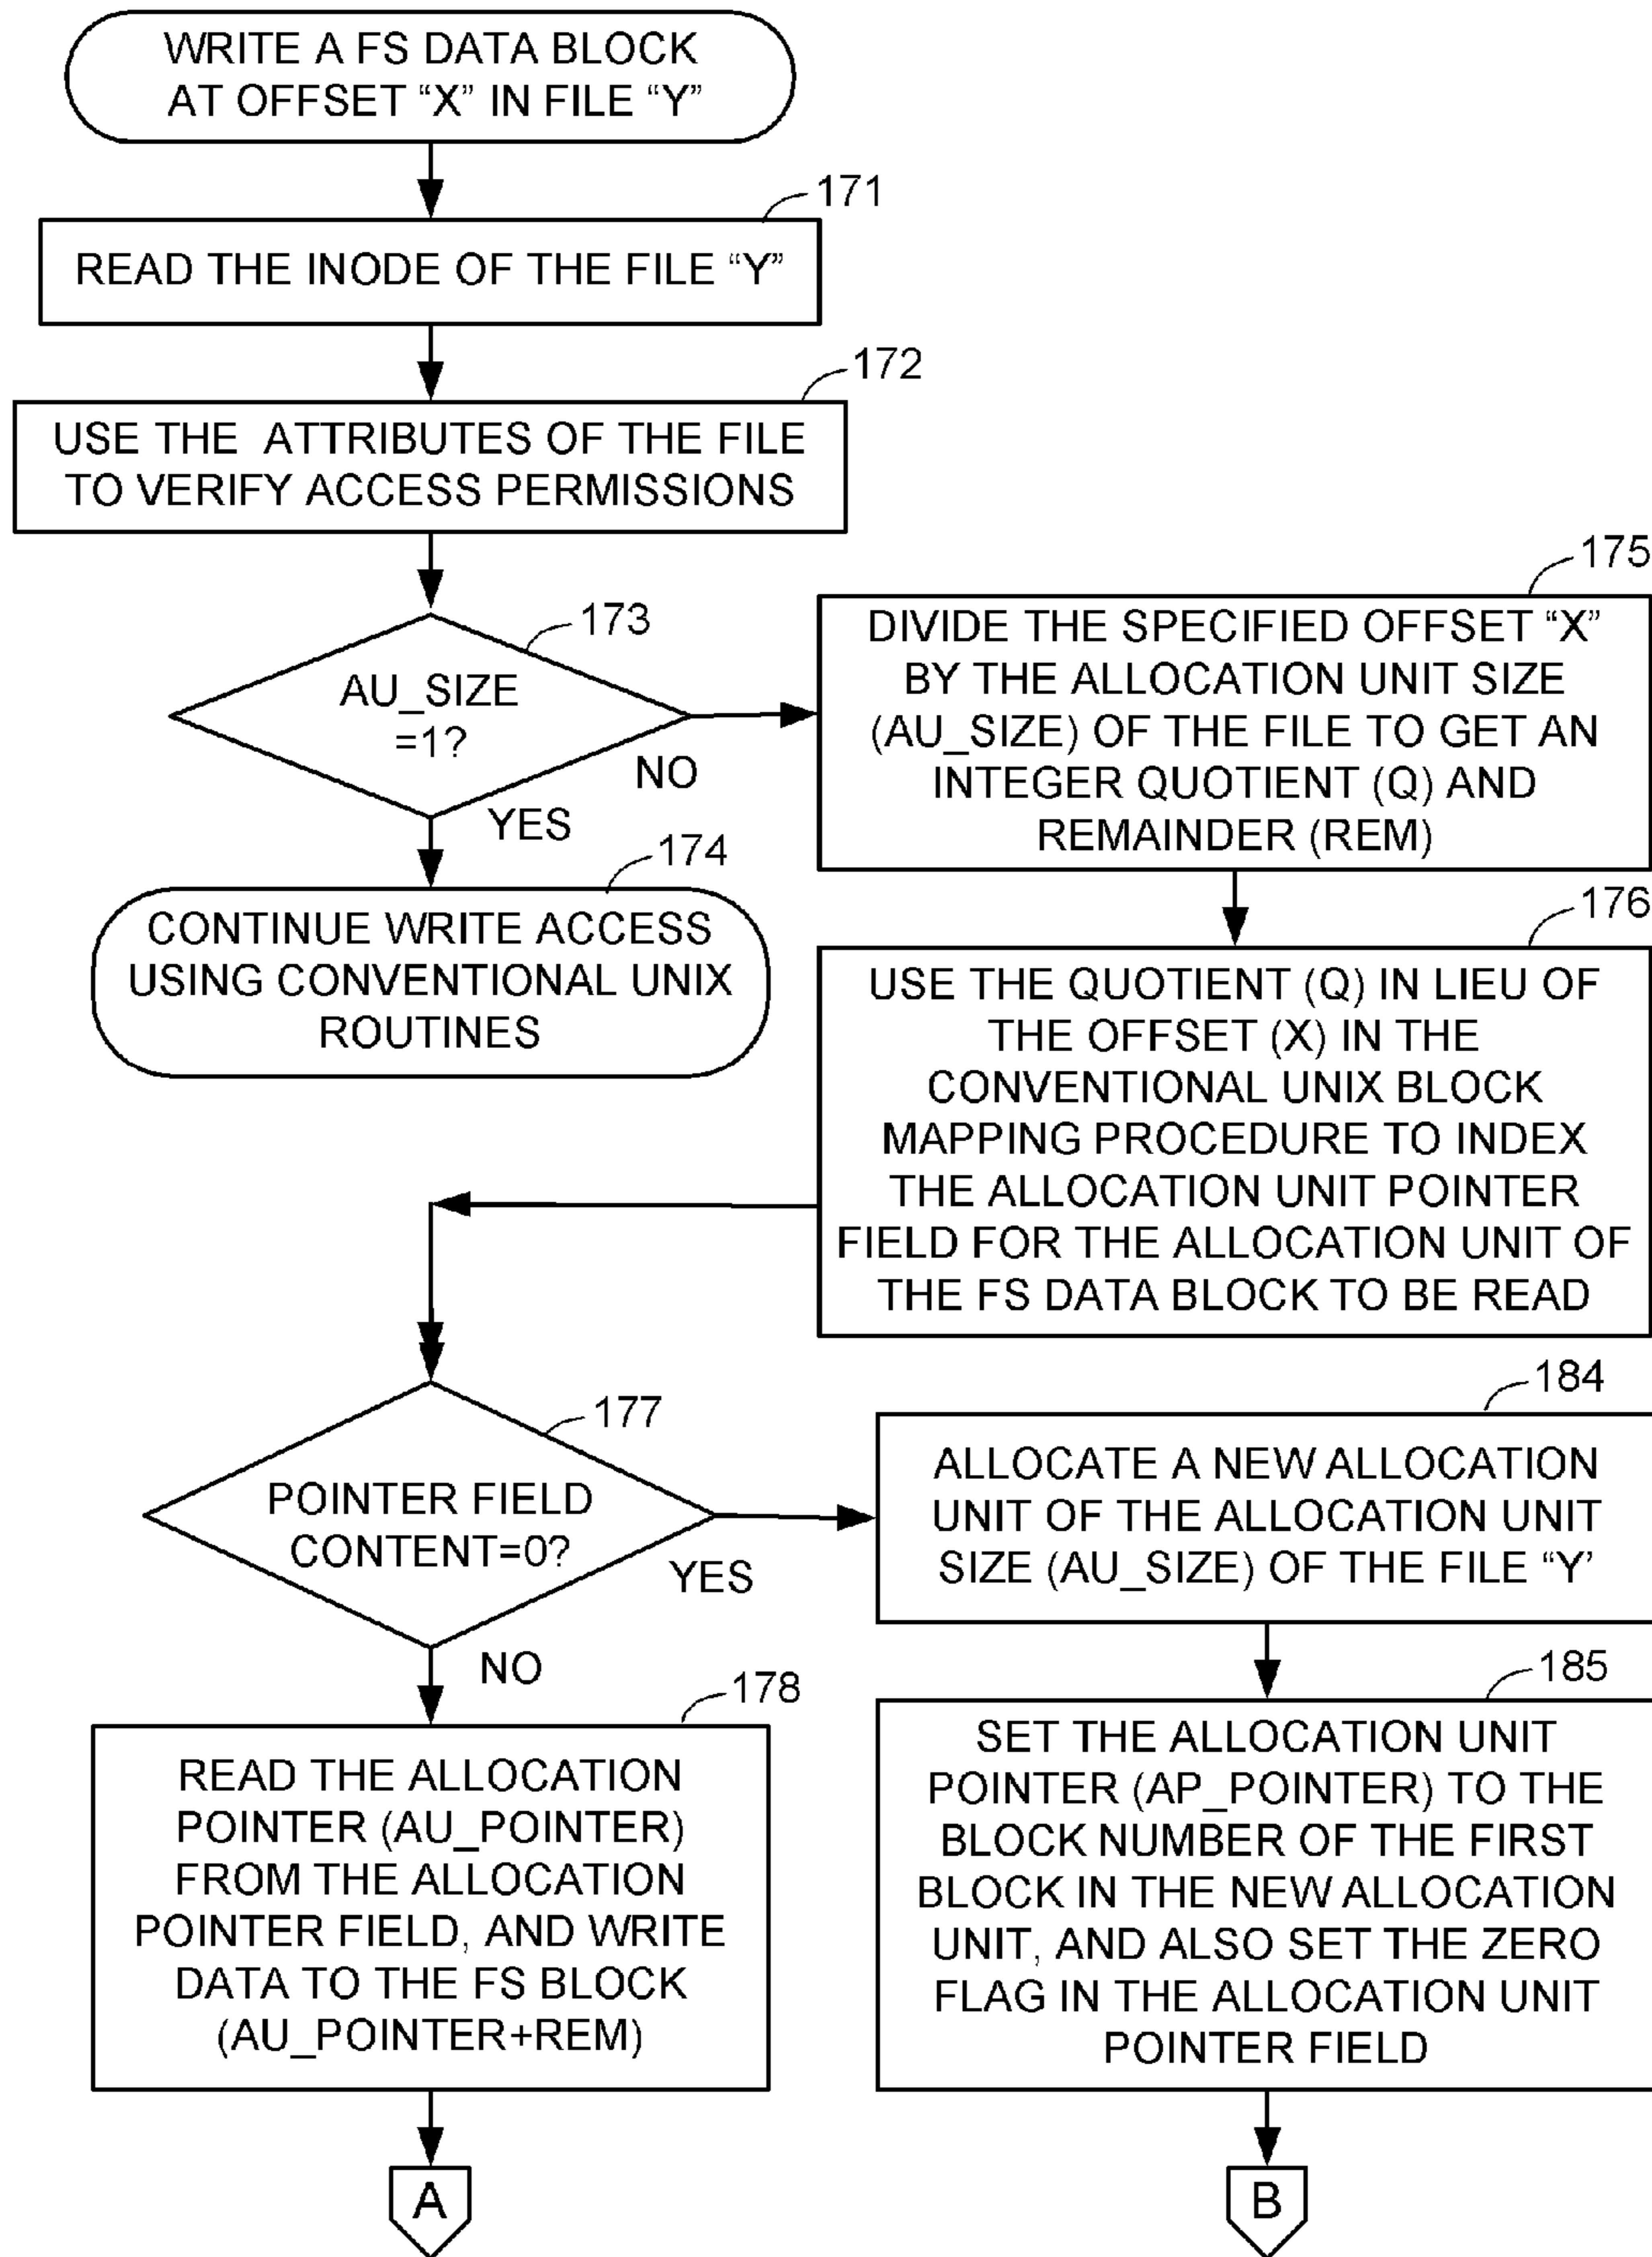 WRITE A FS DATA BLOCK
AT OFFSET “X” IN FILE “Y”
171
READ THE INODE OF THE FILE “Y”
172
USE THE ATTRIBUTES OF THE FILE
TO VERIFY ACCESS PERMISSIONS
173
AU_SIZE
=1?
NO
YES
174
CONTINUE WRITE ACCESS
USING CONVENTIONAL UNIX
ROUTINES
175
DIVIDE THE SPECIFIED OFFSET “X”
BY THE ALLOCATION UNIT SIZE
(AU_SIZE) OF THE FILE TO GET AN
INTEGER QUOTIENT (Q) AND
REMAINDER (REM)
176
USE THE QUOTIENT (Q) IN LIEU OF
THE OFFSET (X) IN THE
CONVENTIONAL UNIX BLOCK
MAPPING PROCEDURE TO INDEX
THE ALLOCATION UNIT POINTER
FIELD FOR THE ALLOCATION UNIT OF
THE FS DATA BLOCK TO BE READ
177
POINTER FIELD
CONTENT=0?
YES
NO
178
READ THE ALLOCATION
POINTER (AU_POINTER)
FROM THE ALLOCATION
POINTER FIELD, AND WRITE
DATA TO THE FS BLOCK
(AU_POINTER+REM)
A
184
ALLOCATE A NEW ALLOCATION
UNIT OF THE ALLOCATION UNIT
SIZE (AU_SIZE) OF THE FILE “Y’
185
SET THE ALLOCATION UNIT
POINTER (AP_POINTER) TO THE
BLOCK NUMBER OF THE FIRST
BLOCK IN THE NEW ALLOCATION
UNIT, AND ALSO SET THE ZERO
FLAG IN THE ALLOCATION UNIT
POINTER FIELD
B